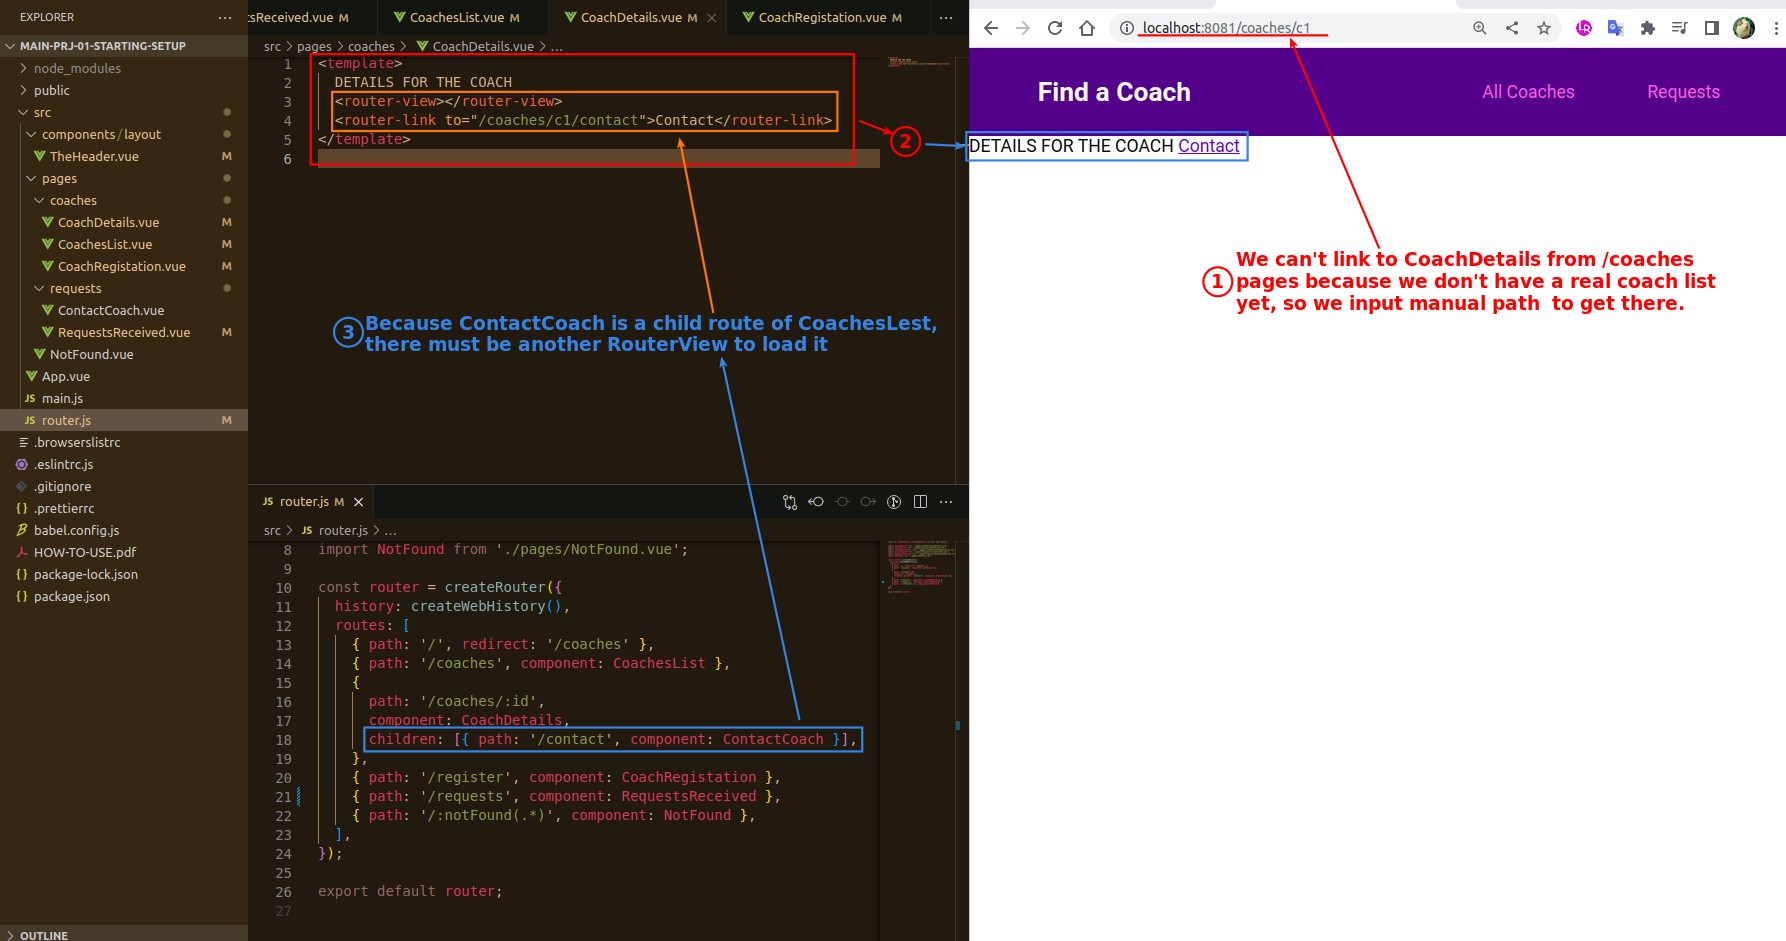 EXPLORER
MAIN-PRJ-01-STARTING-SETUP
node_modules
public
src
components / layout
TheHeader.vue M
pages
coaches
CoachDetails.vue M
CoachesList.vue M
CoachRegistation.vue M
requests
ContactCoach.vue
RequestsReceived.vue M
NotFound.vue
App.vue
main.js
JS router.js M
.browserslistrc
.eslintrc.js
.gitignore
.prettierrc
babel.config.js
HOW-TO-USE.pdf
package-lock.json
package.json
OUTLINE
sReceived.vue M CoachesList.vue M CoachDetails.vue M CoachRegistation.vue M
src > pages > coaches > CoachDetails.vue > ...
1 <template>
2 DETAILS FOR THE COACH
3 <router-view></router-view>
4 <router-link to="/coaches/c1/contact">Contact</router-link>
5 </template>
6
2
3 Because ContactCoach is a child route of CoachesLest,
there must be another RouterView to load it
JS router.js M
src > JS router.js > ...
8 import NotFound from './pages/NotFound.vue';
9
10 const router = createRouter({
11 history: createWebHistory(),
12 routes: [
13 { path: '/', redirect: '/coaches' },
14 { path: '/coaches', component: CoachesList },
15 {
16 path: '/coaches/:id',
17 component: CoachDetails,
18 children: [{ path: '/contact', component: ContactCoach }],
19 },
20 { path: '/register', component: CoachRegistation },
21 { path: '/requests', component: RequestsReceived },
22 { path: '/:notFound(.*)', component: NotFound },
23 ],
24 });
25
26 export default router;
27
localhost:8081/coaches/c1
Find a Coach All Coaches Requests
DETAILS FOR THE COACH Contact
1 We can't link to CoachDetails from /coaches
pages because we don't have a real coach list
yet, so we input manual path to get there.